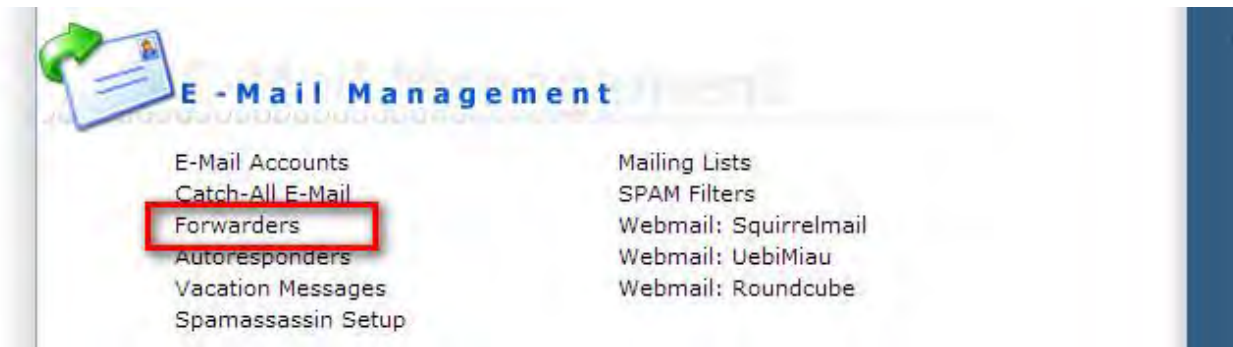 E-Mail Management
E-Mail Accounts
Catch-All E-Mail
Forwarders
Autoresponders
Vacation Messages
Spamassassin Setup
Mailing Lists
SPAM Filters
Webmail: Squirrelmail
Webmail: UebiMiau
Webmail: Roundcube